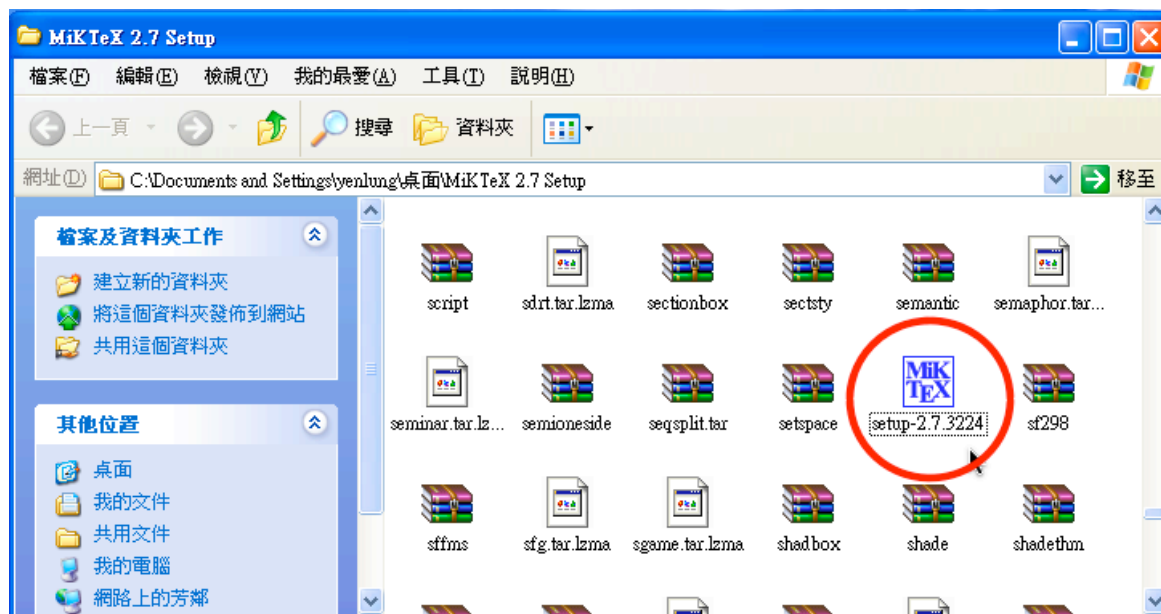 MiKTeX 2.7 Setup
檔案(F) 編輯(E) 檢視(V) 我的最愛(A) 工具(T) 說明(H)
上一頁 搜尋 資料夾
網址(D) C:\Documents and Settings\yenlung\桌面\MiKTeX 2.7 Setup 移至
檔案及資料夾工作
建立新的資料夾
將這個資料夾發佈到網站
共用這個資料夾
其他位置
桌面
我的文件
共用文件
我的電腦
網路上的芳鄰
script sdrt.tar.lzma sectionbox sectsty semantic semaphor.tar...
MiK
TEX
seminar.tar.lz... semioneside seqsplit.tar setspace setup-2.7.3224 sf298
sffms sfg.tar.lzma sgame.tar.lzma shadbox shade shadethm